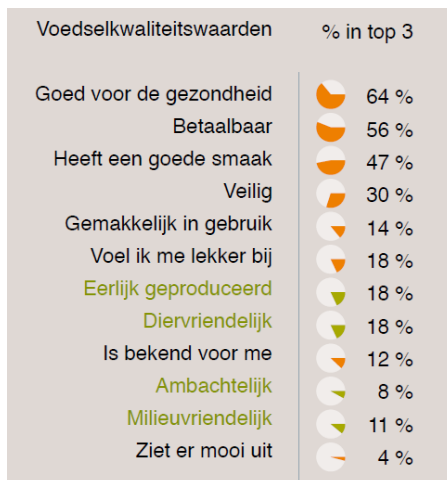 Voedselkwaliteitswaarden % in top 3
Goed voor de gezondheid 64 %
Betaalbaar 56 %
Heeft een goede smaak 47 %
Veilig 30 %
Gemakkelijk in gebruik 14 %
Voel ik me lekker bij 18 %
Eerlijk geproduceerd 18 %
Diervriendelijk 18 %
Is bekend voor me 12 %
Ambachtelijk 8 %
Milieuvriendelijk 11 %
Ziet er mooi uit 4 %